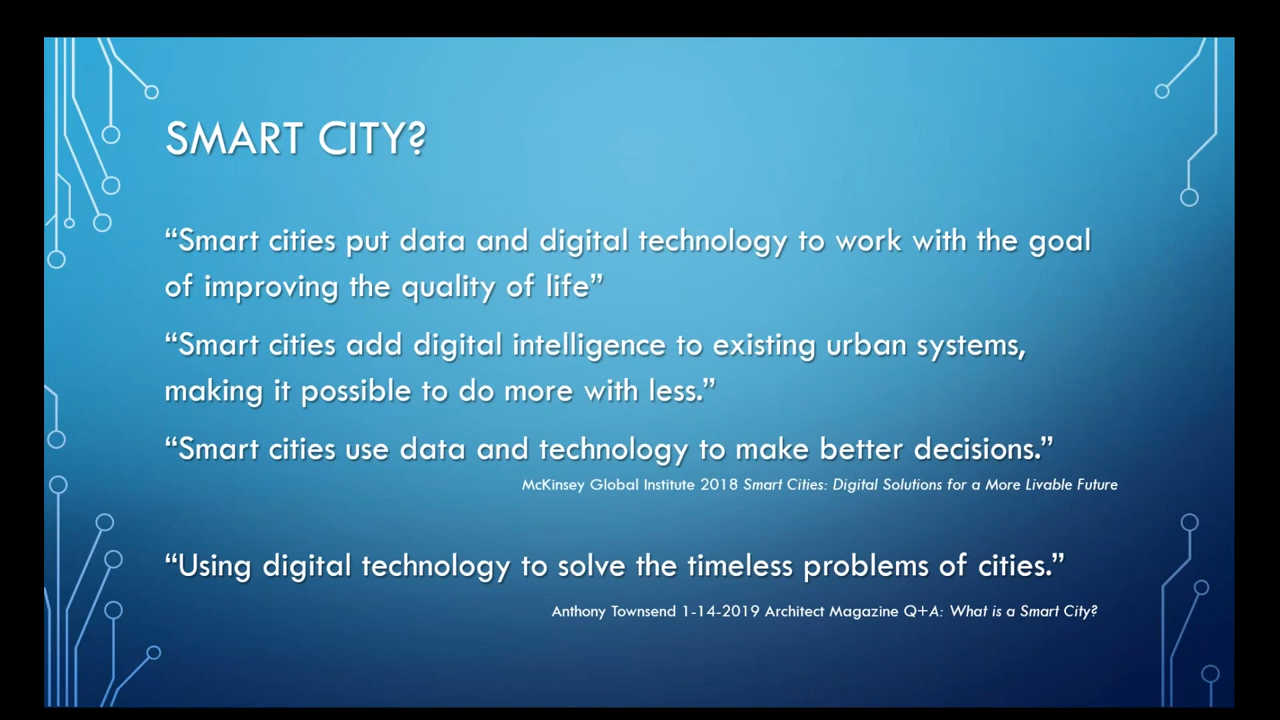 SMART CITY?
“Smart cities put data and digital technology to work with the goal
of improving the quality of life”
“Smart cities add digital intelligence to existing urban systems,
making it possible to do more with less.”
“Smart cities use data and technology to make better decisions.”
McKinsey Global Institute 2018 Smart Cities: Digital Solutions for a More Livable Future
“Using digital technology to solve the timeless problems of cities.”
Anthony Townsend 1-14-2019 Architect Magazine Q+A: What is a Smart City?